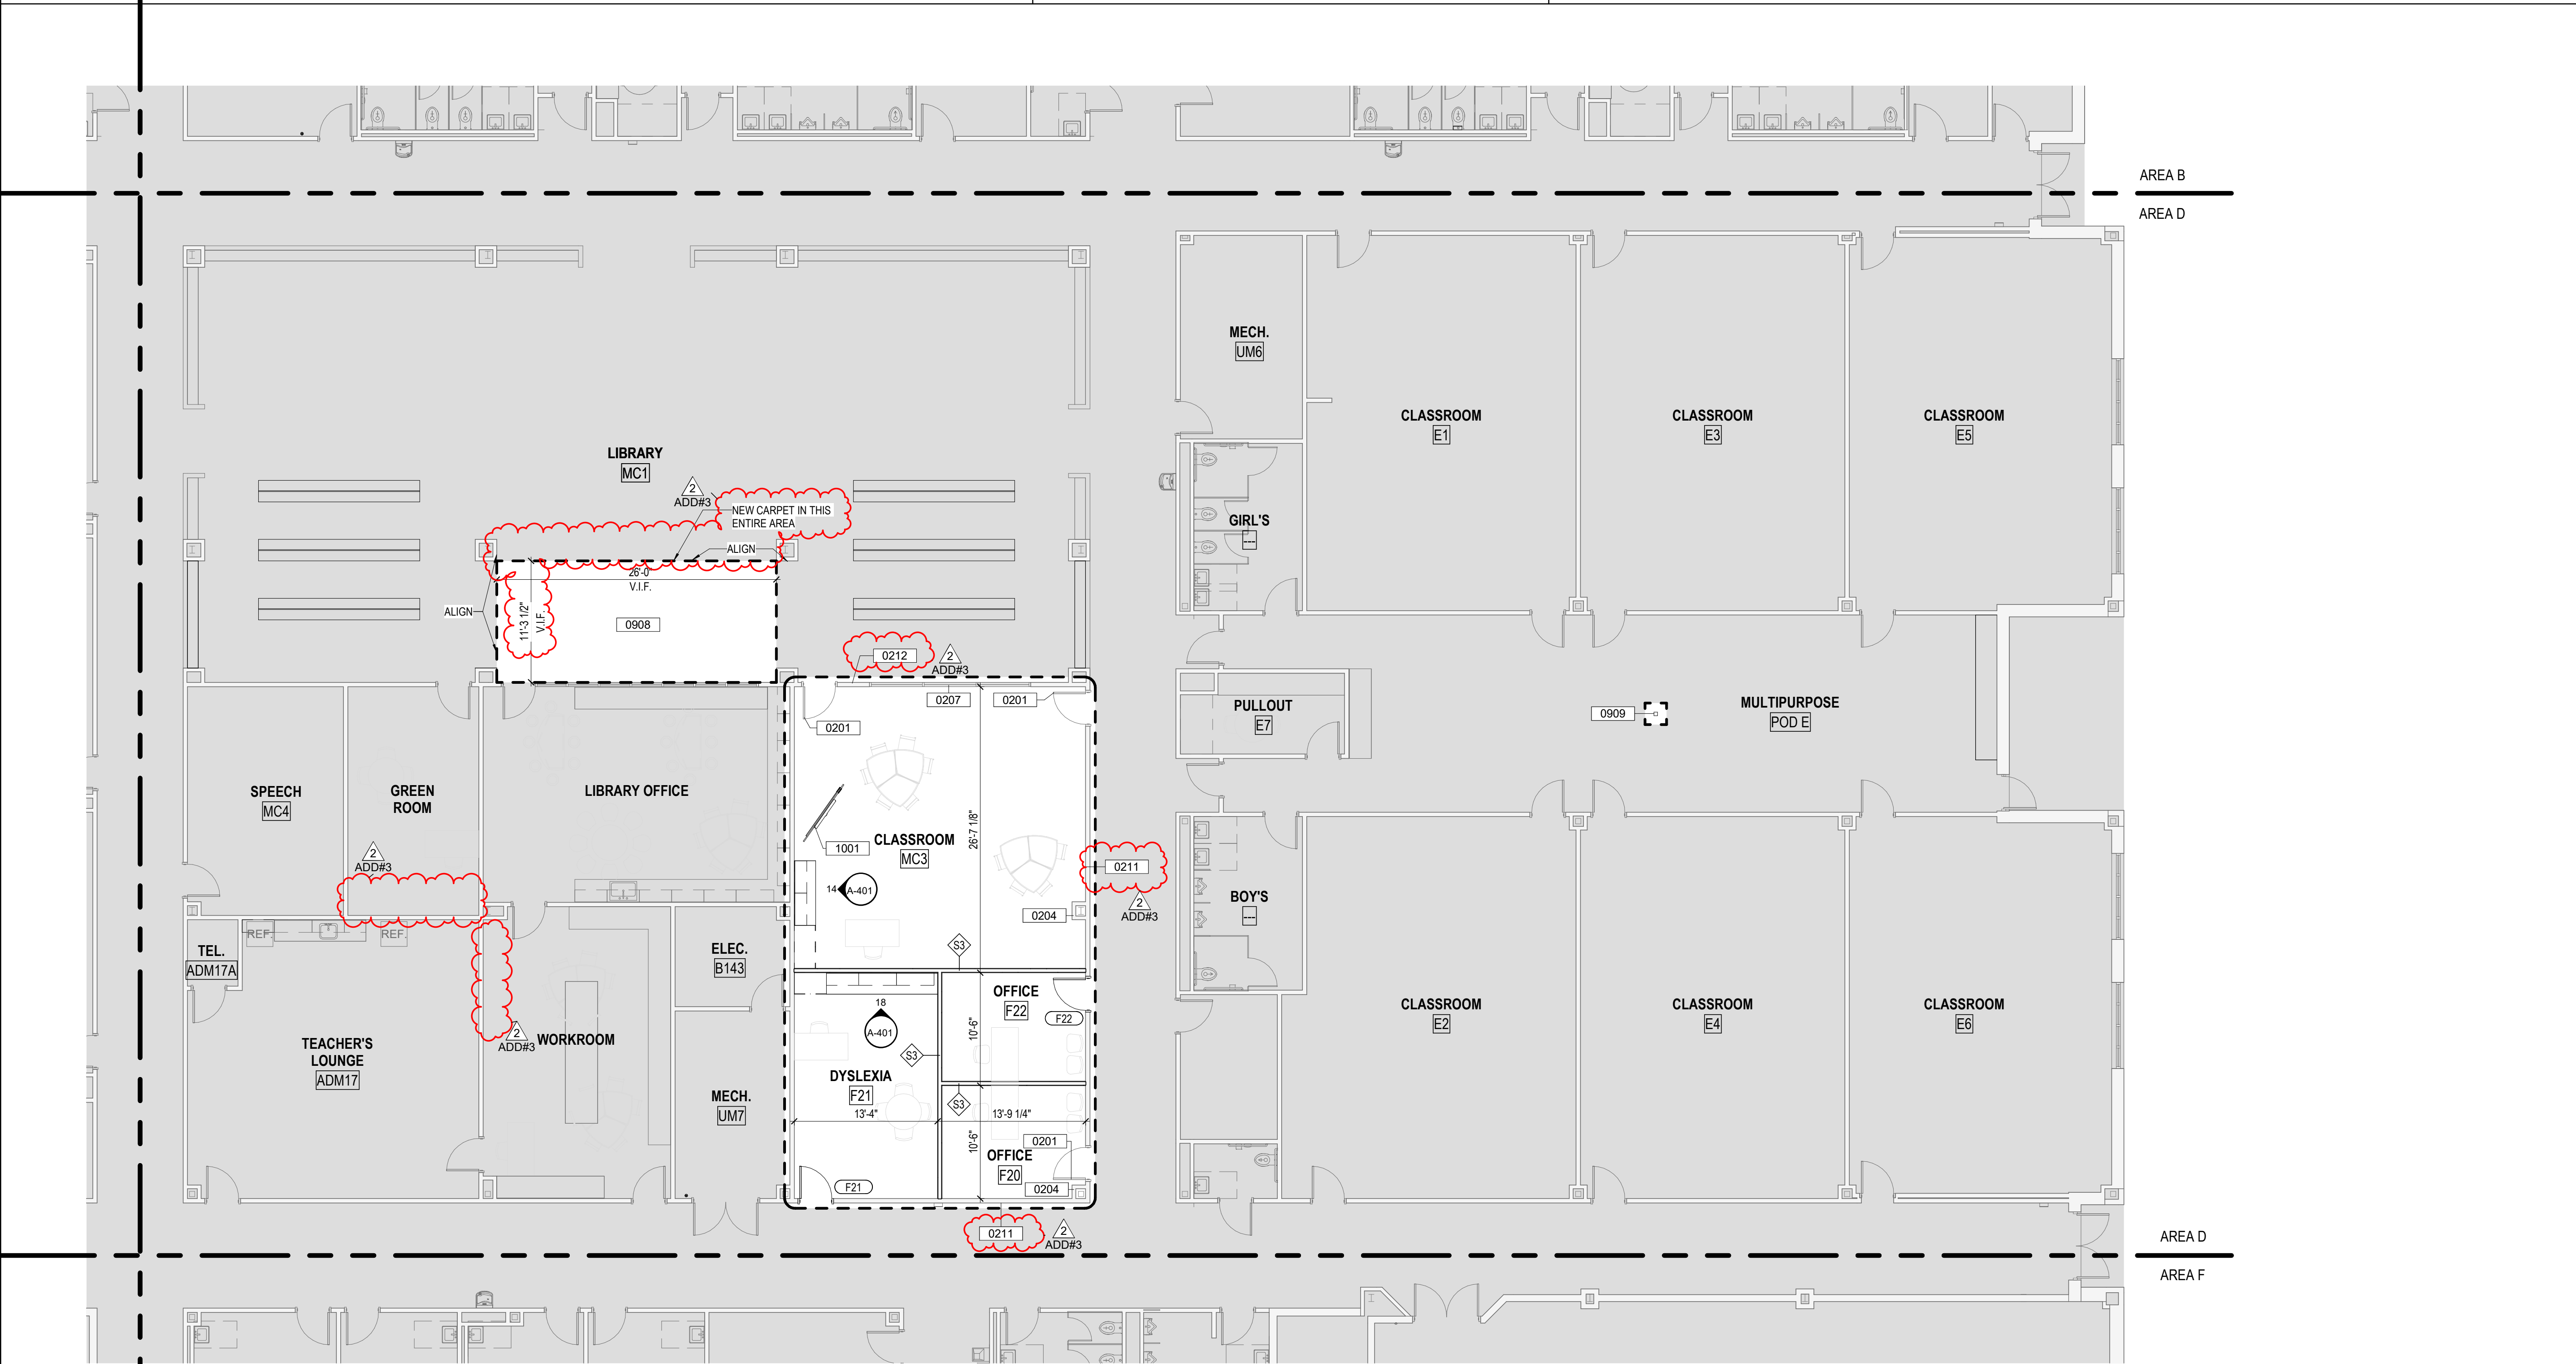 AREA B
AREA D
MECH.
UM6
CLASSROOM
E1
CLASSROOM
E3
CLASSROOM
E5
LIBRARY
MC1
2
ADD#3
NEW CARPET IN THIS
ENTIRE AREA
ALIGN
GIRL'S
---
26'-0"
V.I.F.
ALIGN
11'-3 1/2"
V.I.F.
0908
0212
2
ADD#3
0207
0201
0201
PULLOUT
E7
0909
MULTIPURPOSE
POD E
SPEECH
MC4
GREEN
ROOM
LIBRARY OFFICE
26'-7 1/8"
CLASSROOM
MC3
1001
2
ADD#3
0211
2
ADD#3
14
A-401
0204
BOY'S
---
REF.
REF.
TEL.
ADM17A
ELEC.
B143
S3
OFFICE
F22
F22
18
A-401
10'-6"
S3
CLASSROOM
E2
CLASSROOM
E4
CLASSROOM
E6
2
ADD#3
WORKROOM
TEACHER'S
LOUNGE
ADM17
MECH.
UM7
DYSLEXIA
F21
S3
13'-4"
13'-9 1/4"
10'-6"
0201
OFFICE
F20
F21
0204
0211
2
ADD#3
AREA D
AREA F